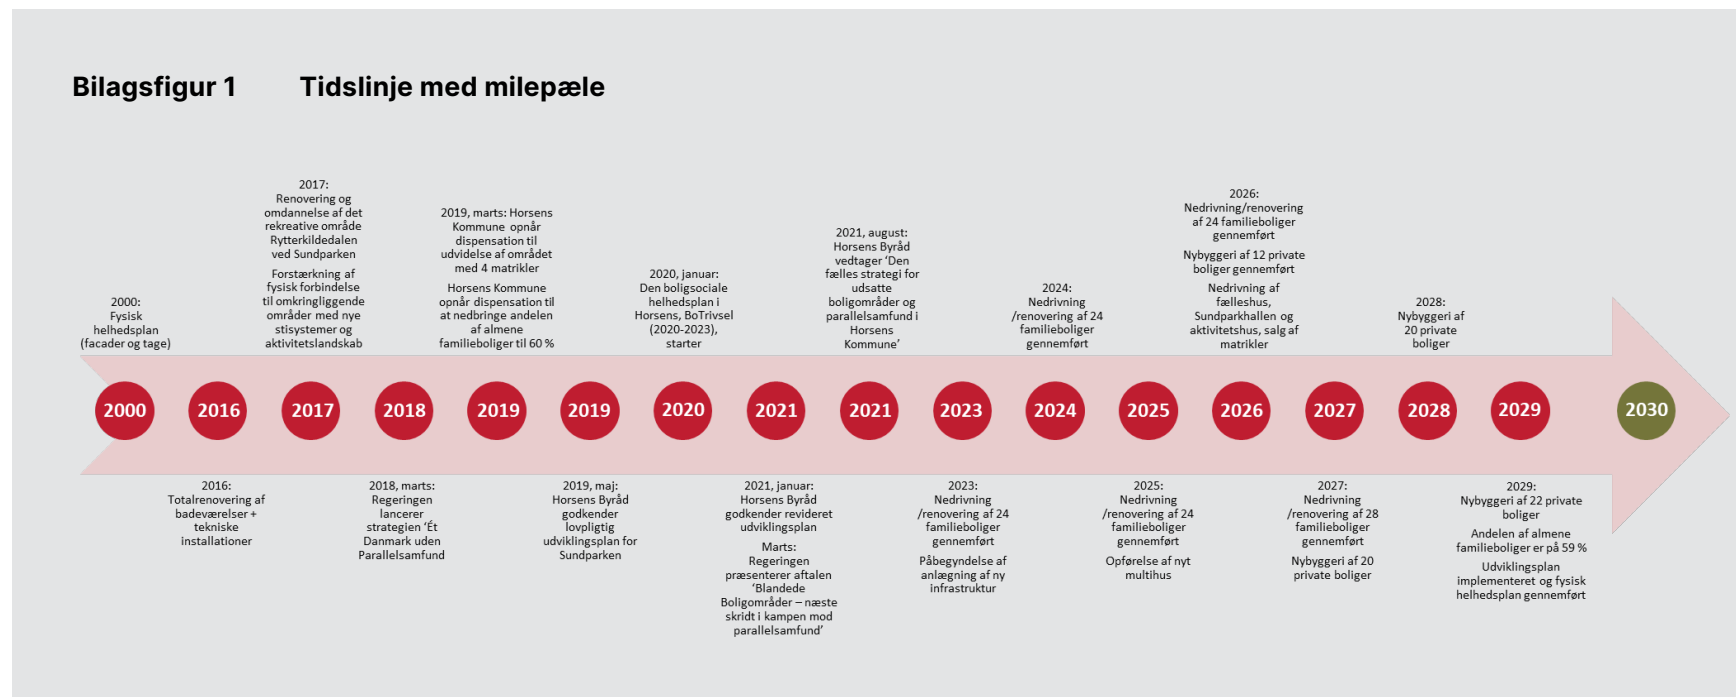 Bilagsfigur 1 Tidslinje med milepæle
2000:
Fysisk
helhedsplan
(facader og tage)
2017:
Renovering og
omdannelse af det
rekreative område
Rytterkildedalen
ved Sundparken
Forstærkning af
fysisk forbindelse
til omkringliggende
områder med nye
stisystemer og
aktivitetslandskab
2019, marts: Horsens
Kommune opnår
dispensation til
udvidelse af området
med 4 matrikler
Horsens Kommune
opnår dispensation til
at nedbringe andelen
af almene
familieboliger til 60 %
2020, januar:
Den boligsociale
helhedsplan i
Horsens, BoTrivsel
(2020-2023),
starter
2021, august:
Horsens Byråd
vedtager ‘Den
fælles strategi for
udsatte
boligområder og
parallelsamfund i
Horsens
Kommune’
2024:
Nedrivning
/renovering af 24
familieboliger
gennemført
2026:
Nedrivning/renovering
af 24 familieboliger
gennemført
Nybyggeri af 12 private
boliger gennemført
Nedrivning af
fælleshus,
Sundparkhallen og
aktivitetshus, salg af
matrikler
2028:
Nybyggeri af
20 private
boliger
2000 2016 2017 2018 2019 2019 2020 2021 2021 2023 2024 2025 2026 2027 2028 2029 2030
2016:
Totalrenovering af
badeværelser +
tekniske
installationer
2018, marts:
Regeringen
lancerer
strategien ‘Ét
Danmark uden
Parallelsamfund
2019, maj:
Horsens Byråd
godkender
lovpligtig
udviklingsplan for
Sundparken
2021, januar:
Horsens Byråd
godkender revideret
udviklingsplan
Marts:
Regeringen
præsenterer aftalen
‘Blandede
Boligområder – næste
skridt i kampen mod
parallelsamfund’
2023:
Nedrivning
/renovering af 24
familieboliger
gennemført
Påbegyndelse af
anlægning af ny
infrastruktur
2025:
Nedrivning
/renovering af 24
familieboliger
gennemført
Opførelse af nyt
multihus
2027:
Nedrivning
/renovering af 28
familieboliger
gennemført
Nybyggeri af 20
private boliger
2029:
Nybyggeri af 22 private
boliger
Andelen af almene
familieboliger er på 59 %
Udviklingsplan
implementeret og fysisk
helhedsplan gennemført